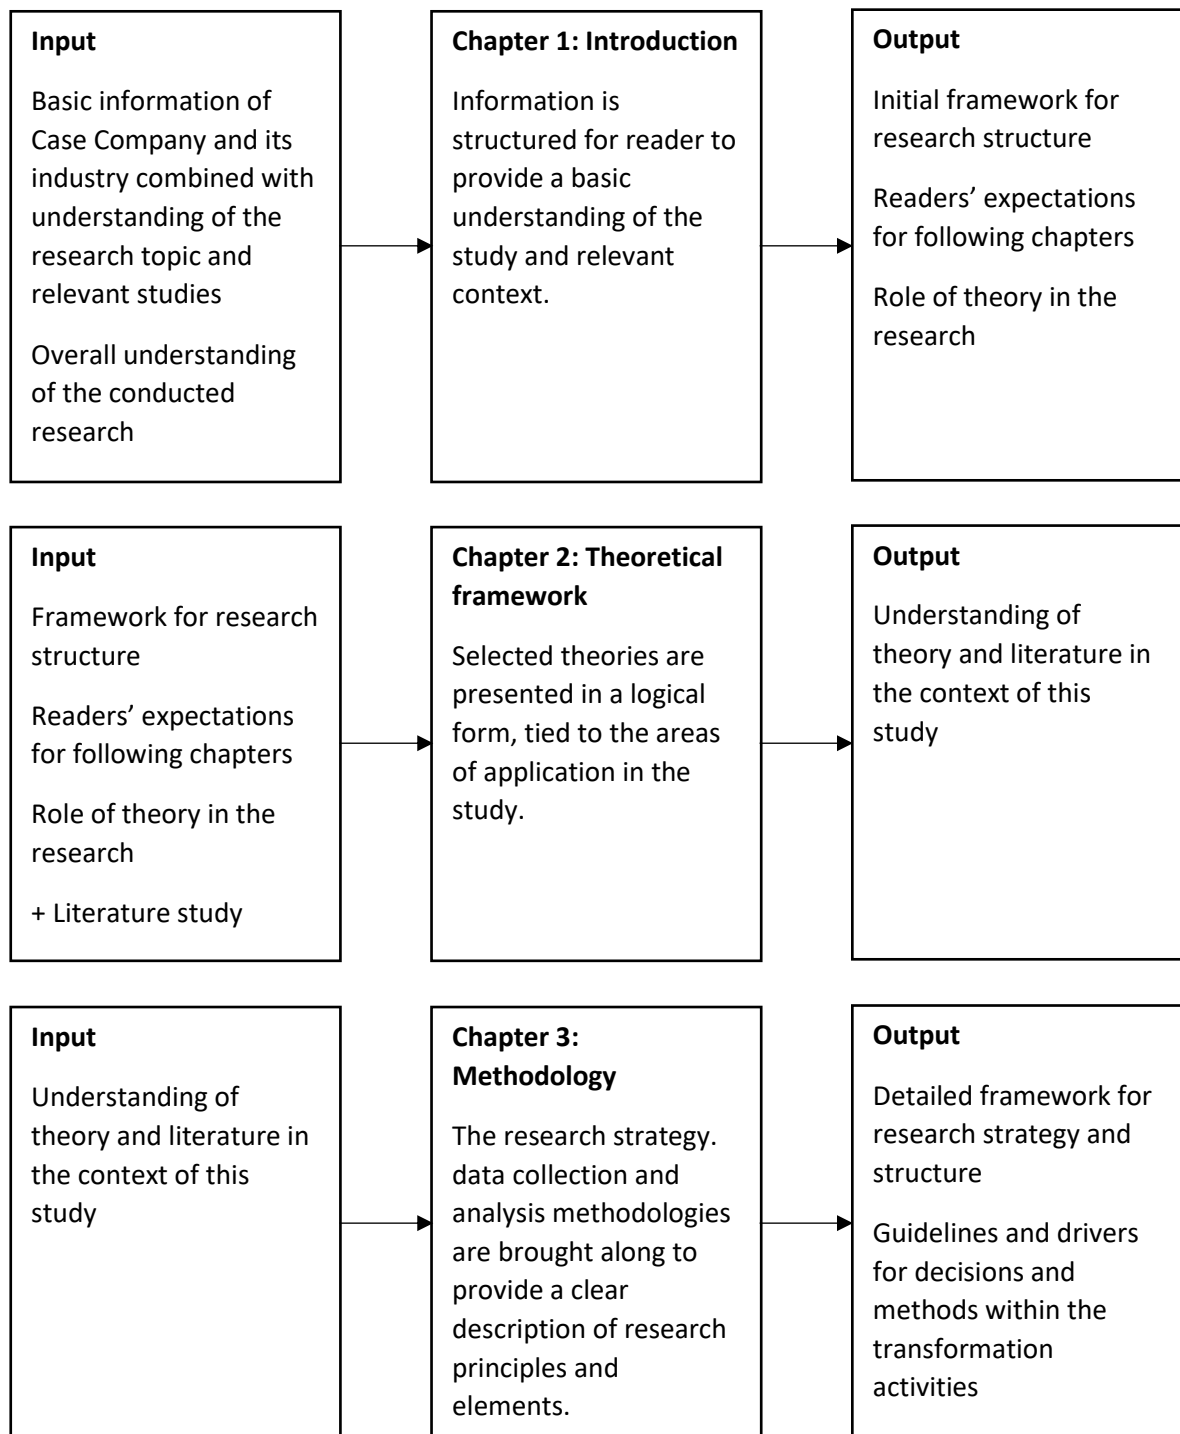 Input
Basic information of
Case Company and its
industry combined with
understanding of the
research topic and
relevant studies
Overall understanding
of the conducted
research
Chapter 1: Introduction
Information is
structured for reader to
provide a basic
understanding of the
study and relevant
context.
Output
Initial framework for
research structure
Readers’ expectations
for following chapters
Role of theory in the
research
Input
Framework for research
structure
Readers’ expectations
for following chapters
Role of theory in the
research
+ Literature study
Chapter 2: Theoretical
framework
Selected theories are
presented in a logical
form, tied to the areas
of application in the
study.
Output
Understanding of
theory and literature in
the context of this
study
Input
Understanding of
theory and literature in
the context of this
study
Chapter 3:
Methodology
The research strategy.
data collection and
analysis methodologies
are brought along to
provide a clear
description of research
principles and
elements.
Output
Detailed framework for
research strategy and
structure
Guidelines and drivers
for decisions and
methods within the
transformation
activities